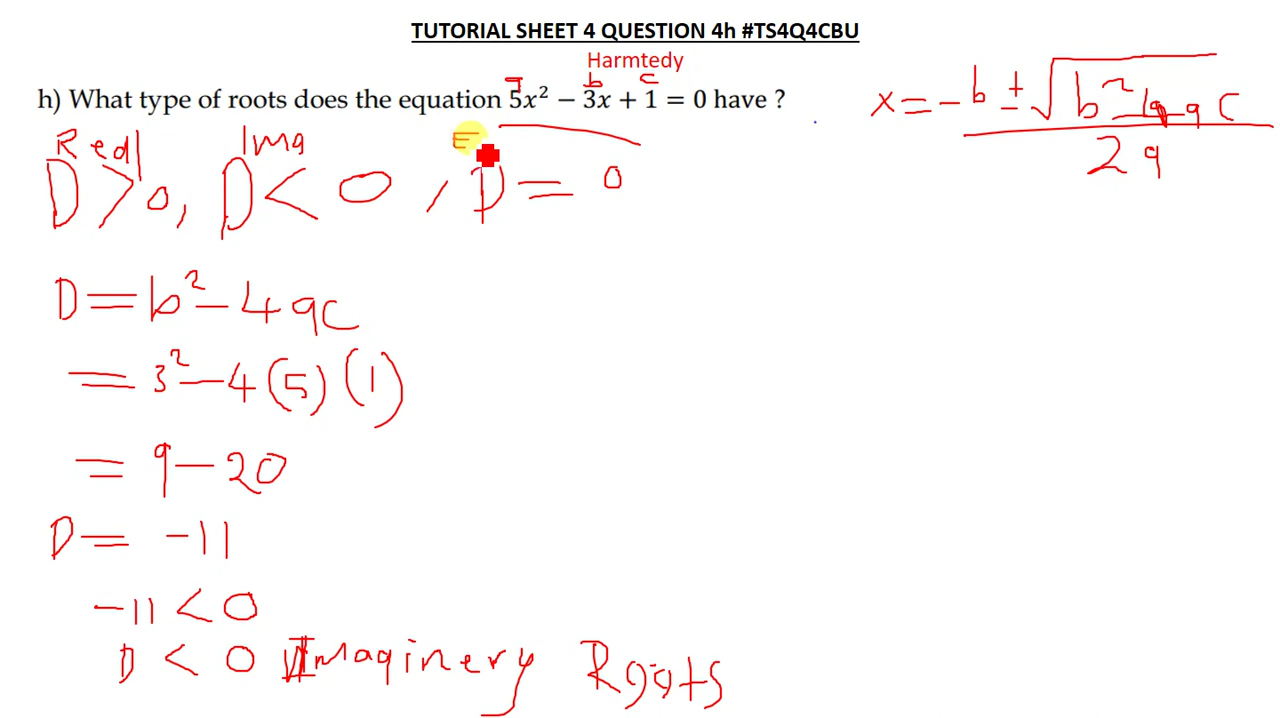 TUTORIAL SHEET 4 QUESTION 4h #TS4Q4CBU
Harmtedy
a b c
h) What type of roots does the equation 5x² − 3x + 1 = 0 have ?
x = -b ± √(b² - 4ac) / 2a
Real Ima E
D > 0, D < 0, D = 0
D = b² - 4ac
= 3² - 4(5)(1)
= 9 - 20
D = -11
-11 < 0
D < 0 Imaginery Roots